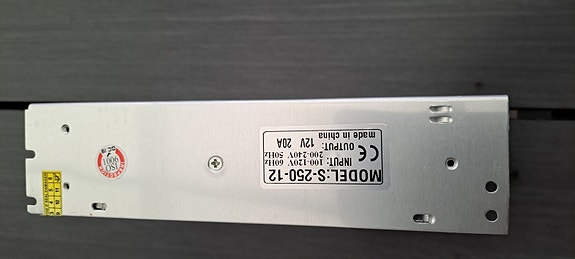 MODEL:S-250-12
INPUT: 100-120V 60Hz
200-240V 50Hz
OUTPUT: 12V 20A
CE made in china
ISO
9001